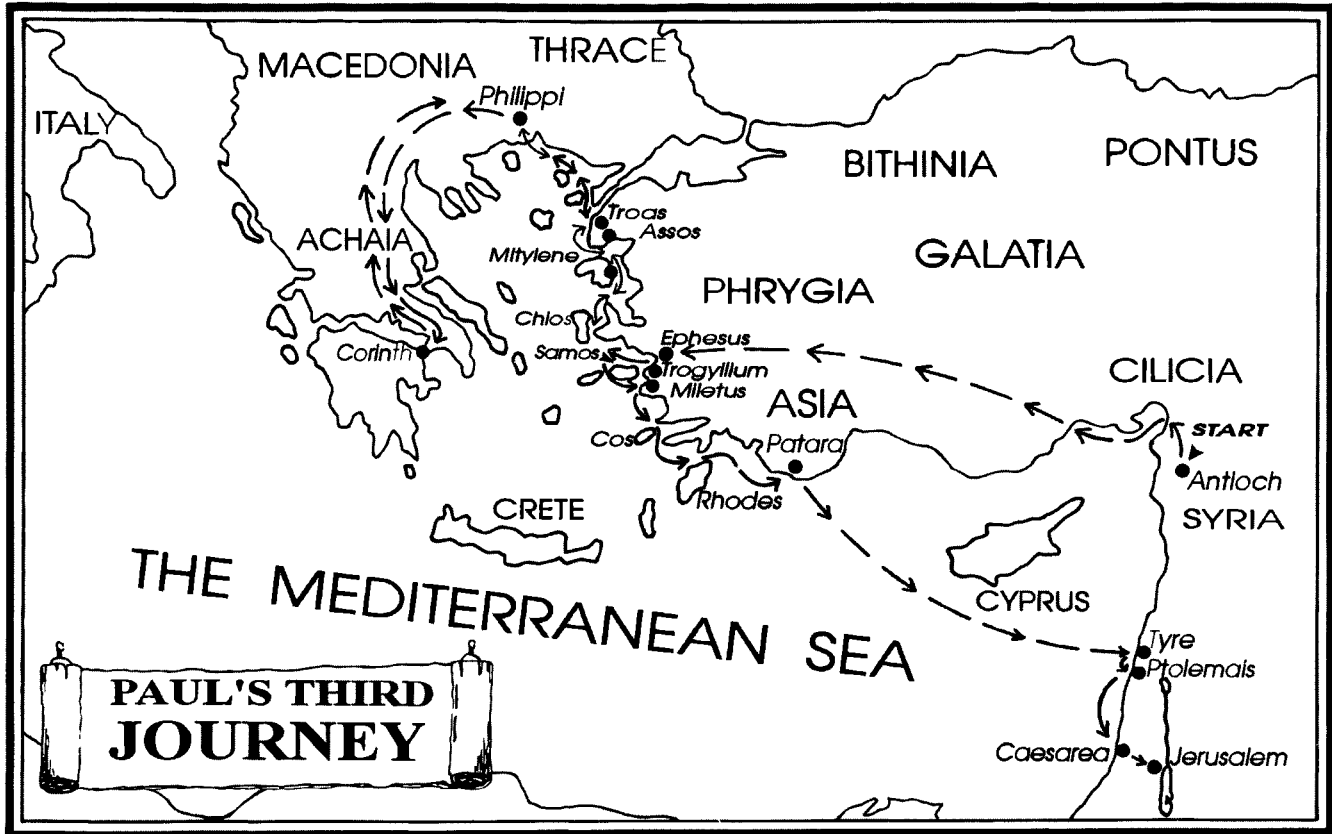 THRACE
MACEDONIA
Philippi
ITALY
BITHINIA
PONTUS
Troas
Assos
ACHAIA
Mitylene
GALATIA
PHRYGIA
Chios
Ephesus
Corinth
Samos
Trogyllium
Miletus
CILICIA
ASIA
START
Cos
Patara
Antioch
Rhodes
CRETE
SYRIA
THE MEDITERRANEAN SEA
CYPRUS
Tyre
Ptolemais
PAUL'S THIRD
JOURNEY
Caesarea
Jerusalem